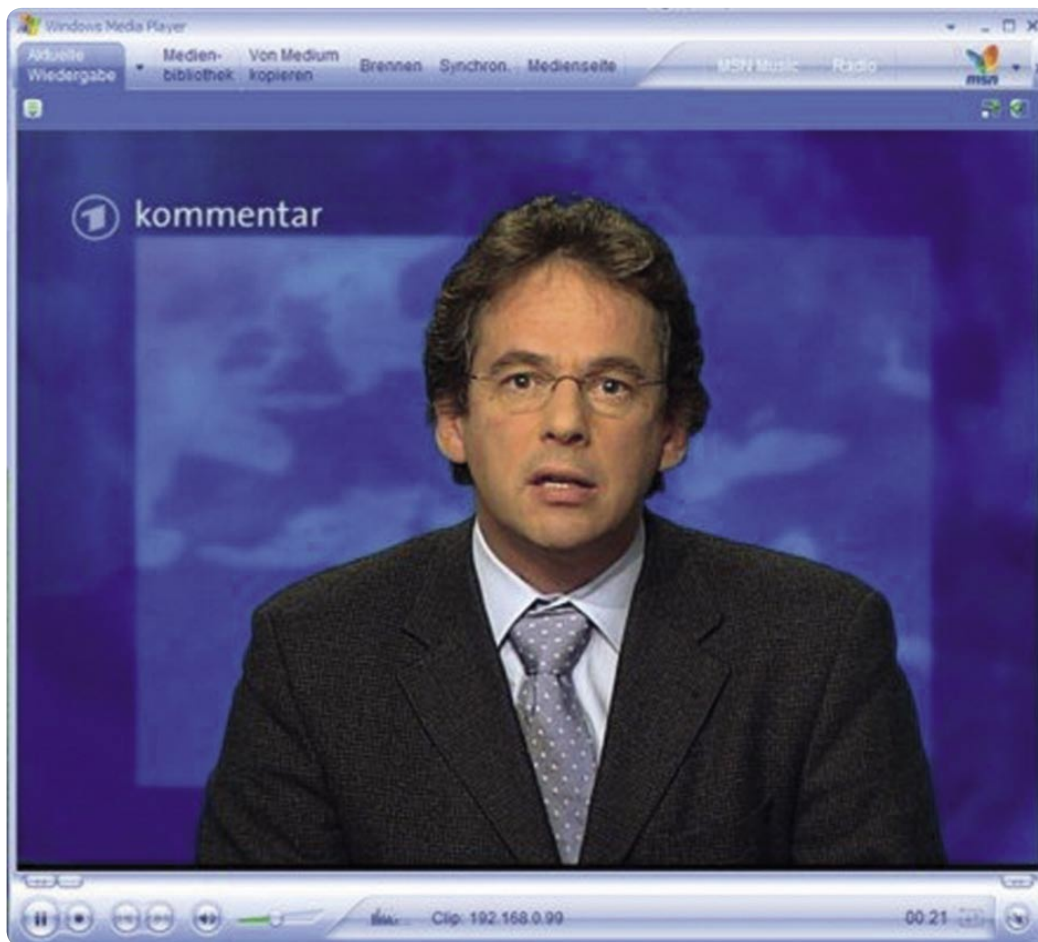 Windows Media Player
Aktuelle
Wiedergabe
Medien-
bibliothek
Von Medium
kopieren
Brennen
Synchron.
Medienseite
MSN Music
Radio
msn
1 kommentar
Clip: 192.168.0.99
00:21